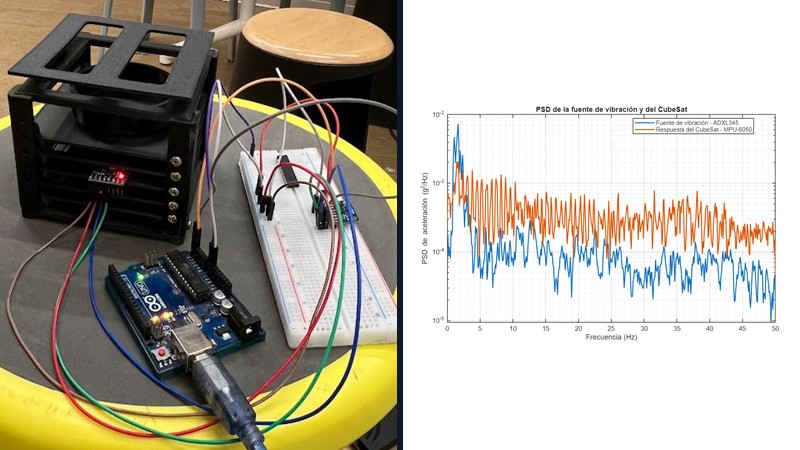 UNO
PSD de la fuente de vibración y del CubeSat
Fuente de vibración - ADXL345
Respuesta del CubeSat - MPU-6050
PSD de aceleración (g²/Hz)
10⁻²
10⁻³
10⁻⁴
10⁻⁵
0 5 10 15 20 25 30 35 40 45 50
Frecuencia (Hz)